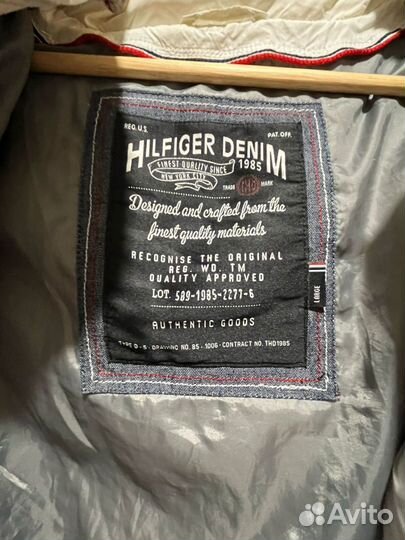 REG. U.S. PAT. OFF.
HILFIGER DENIM
FINEST QUALITY SINCE 1985
NEW YORK CITY
TRADE MARK
Designed and crafted from the
finest quality materials
RECOGNISE THE ORIGINAL
REG. WD. TM
QUALITY APPROVED
LOT. 589-1985-2277-6
LARGE
AUTHENTIC GOODS
TYPE D-5 - DRAWING NO. 85 - 1006 - CONTRACT NO. THD1985
Avito